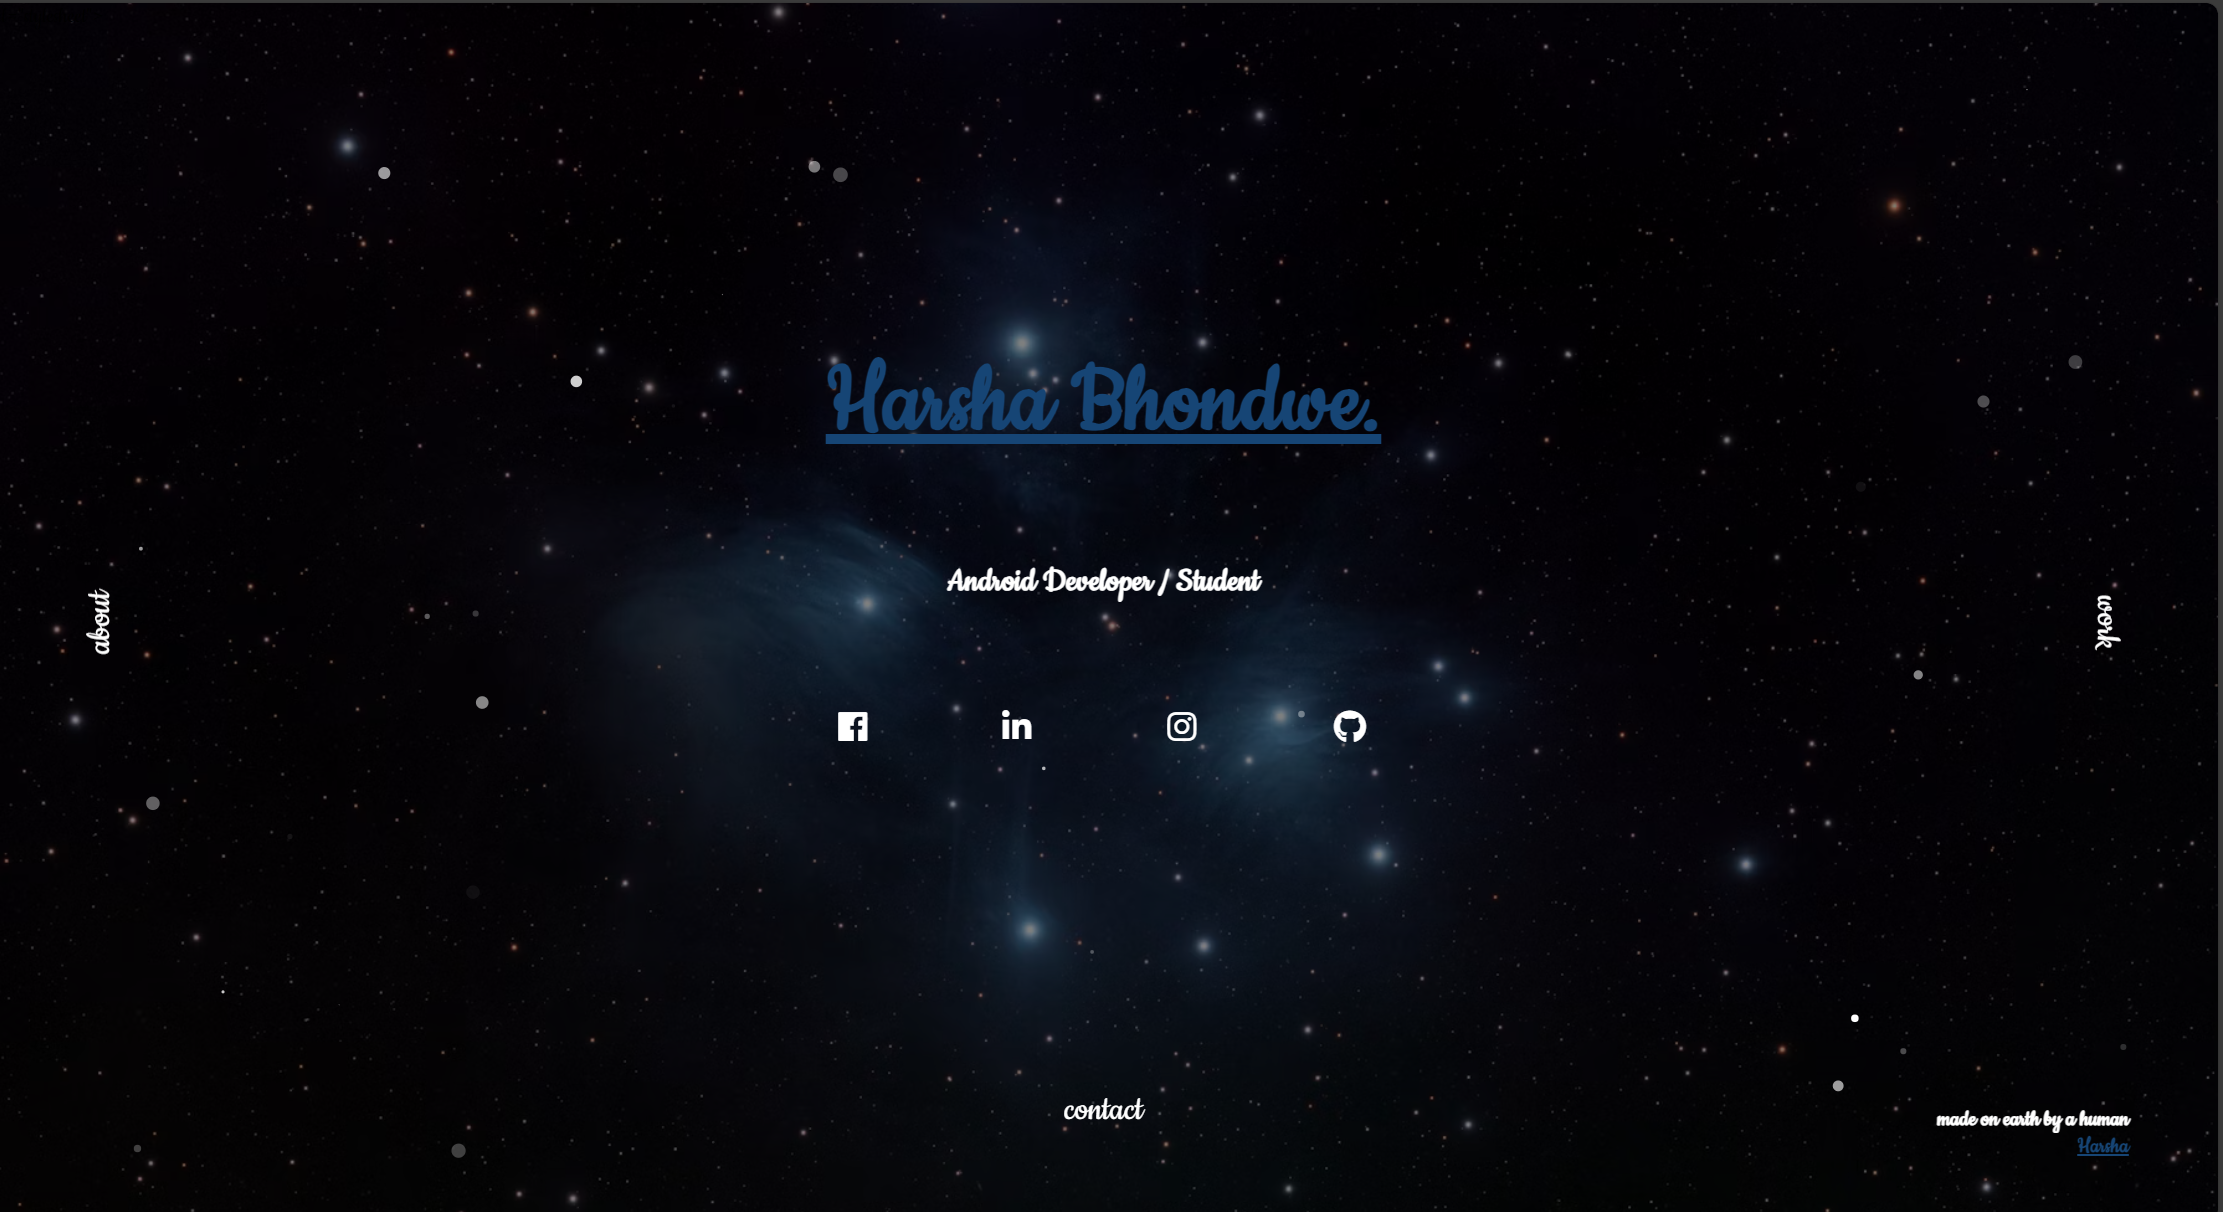 Harsha Bhondwe.
Android Developer / Student
about
work
contact
made on earth by a human
Harsha